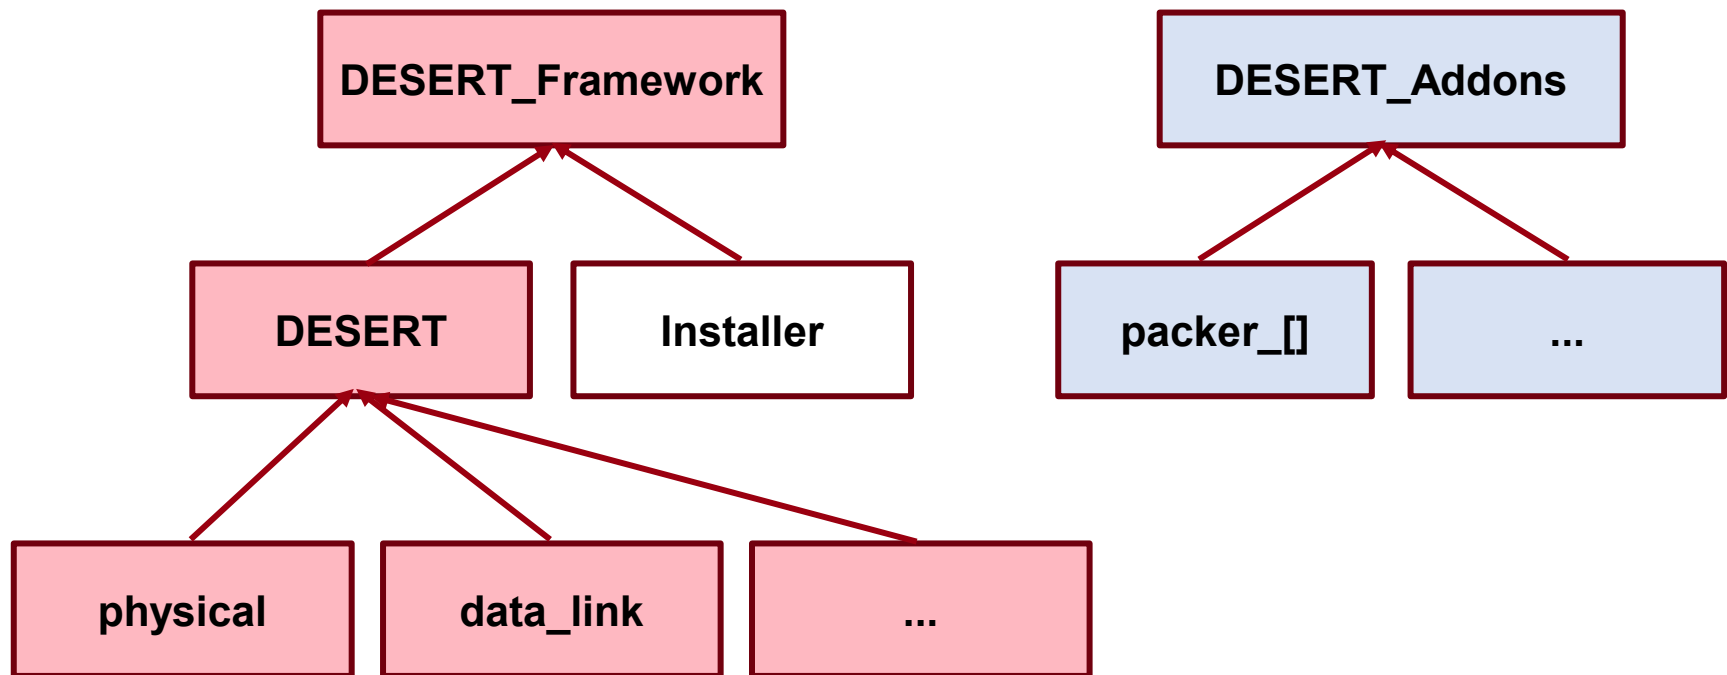 DESERT_Framework
DESERT_Addons
DESERT
Installer
packer_[]
...
physical
data_link
...